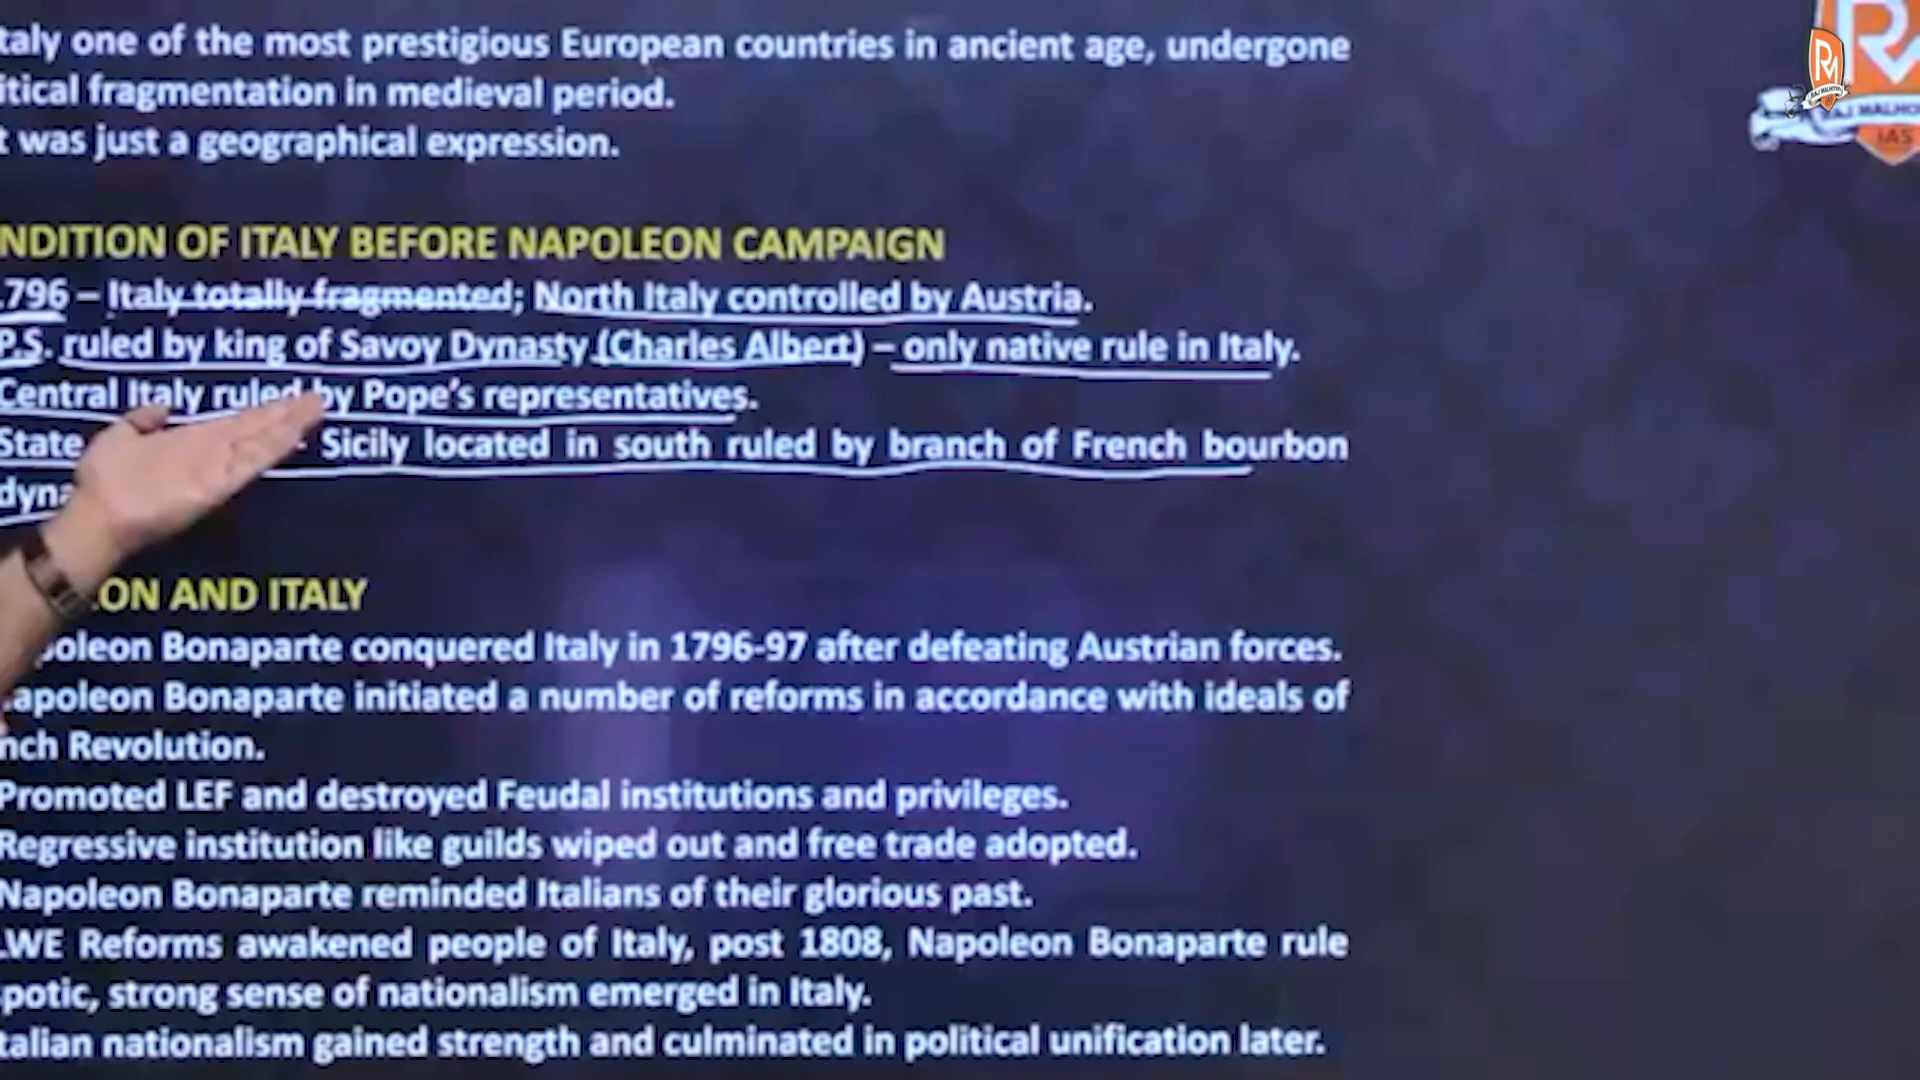 taly one of the most prestigious European countries in ancient age, undergone
itical fragmentation in medieval period.
t was just a geographical expression.
NDITION OF ITALY BEFORE NAPOLEON CAMPAIGN
1796 – Italy totally fragmented; North Italy controlled by Austria.
P.S. ruled by king of Savoy Dynasty (Charles Albert) – only native rule in Italy.
Central Italy ruled by Pope's representatives.
State - Sicily located in south ruled by branch of French bourbon
dyna
ON AND ITALY
poleon Bonaparte conquered Italy in 1796-97 after defeating Austrian forces.
apoleon Bonaparte initiated a number of reforms in accordance with ideals of
nch Revolution.
Promoted LEF and destroyed Feudal institutions and privileges.
Regressive institution like guilds wiped out and free trade adopted.
Napoleon Bonaparte reminded Italians of their glorious past.
LWE Reforms awakened people of Italy, post 1808, Napoleon Bonaparte rule
potic, strong sense of nationalism emerged in Italy.
talian nationalism gained strength and culminated in political unification later.
RAJ MALHOTRA
IAS
AJ MALHO
IAS